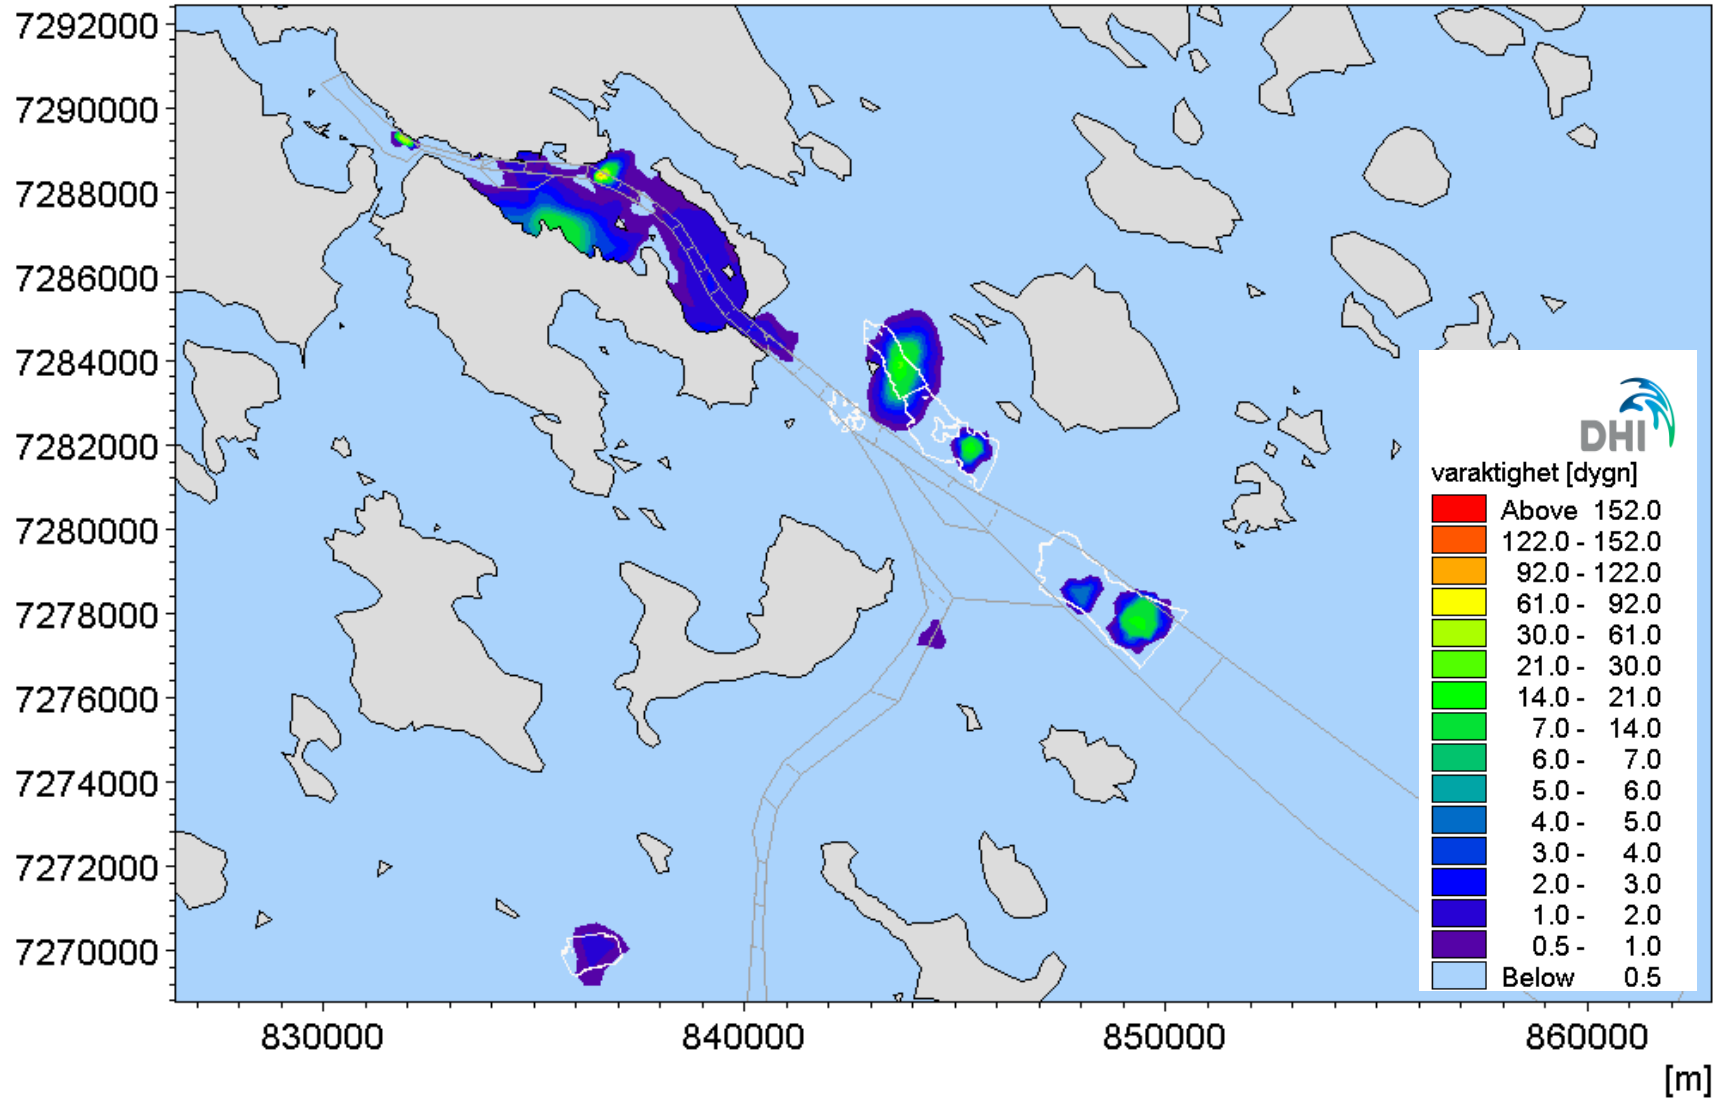 7292000
7290000
7288000
7286000
7284000
7282000
7280000
7278000
7276000
7274000
7272000
7270000
DHI
varaktighet [dygn]
Above 152.0
122.0 - 152.0
92.0 - 122.0
61.0 - 92.0
30.0 - 61.0
21.0 - 30.0
14.0 - 21.0
7.0 - 14.0
6.0 - 7.0
5.0 - 6.0
4.0 - 5.0
3.0 - 4.0
2.0 - 3.0
1.0 - 2.0
0.5 - 1.0
Below 0.5
830000 840000 850000 860000
[m]